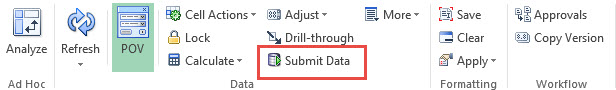 Analyze
Refresh
POV
Cell Actions
Lock
Calculate
Adjust
Drill-through
Submit Data
More
Save
Clear
Apply
Approvals
Copy Version
Ad Hoc
Data
Formatting
Workflow